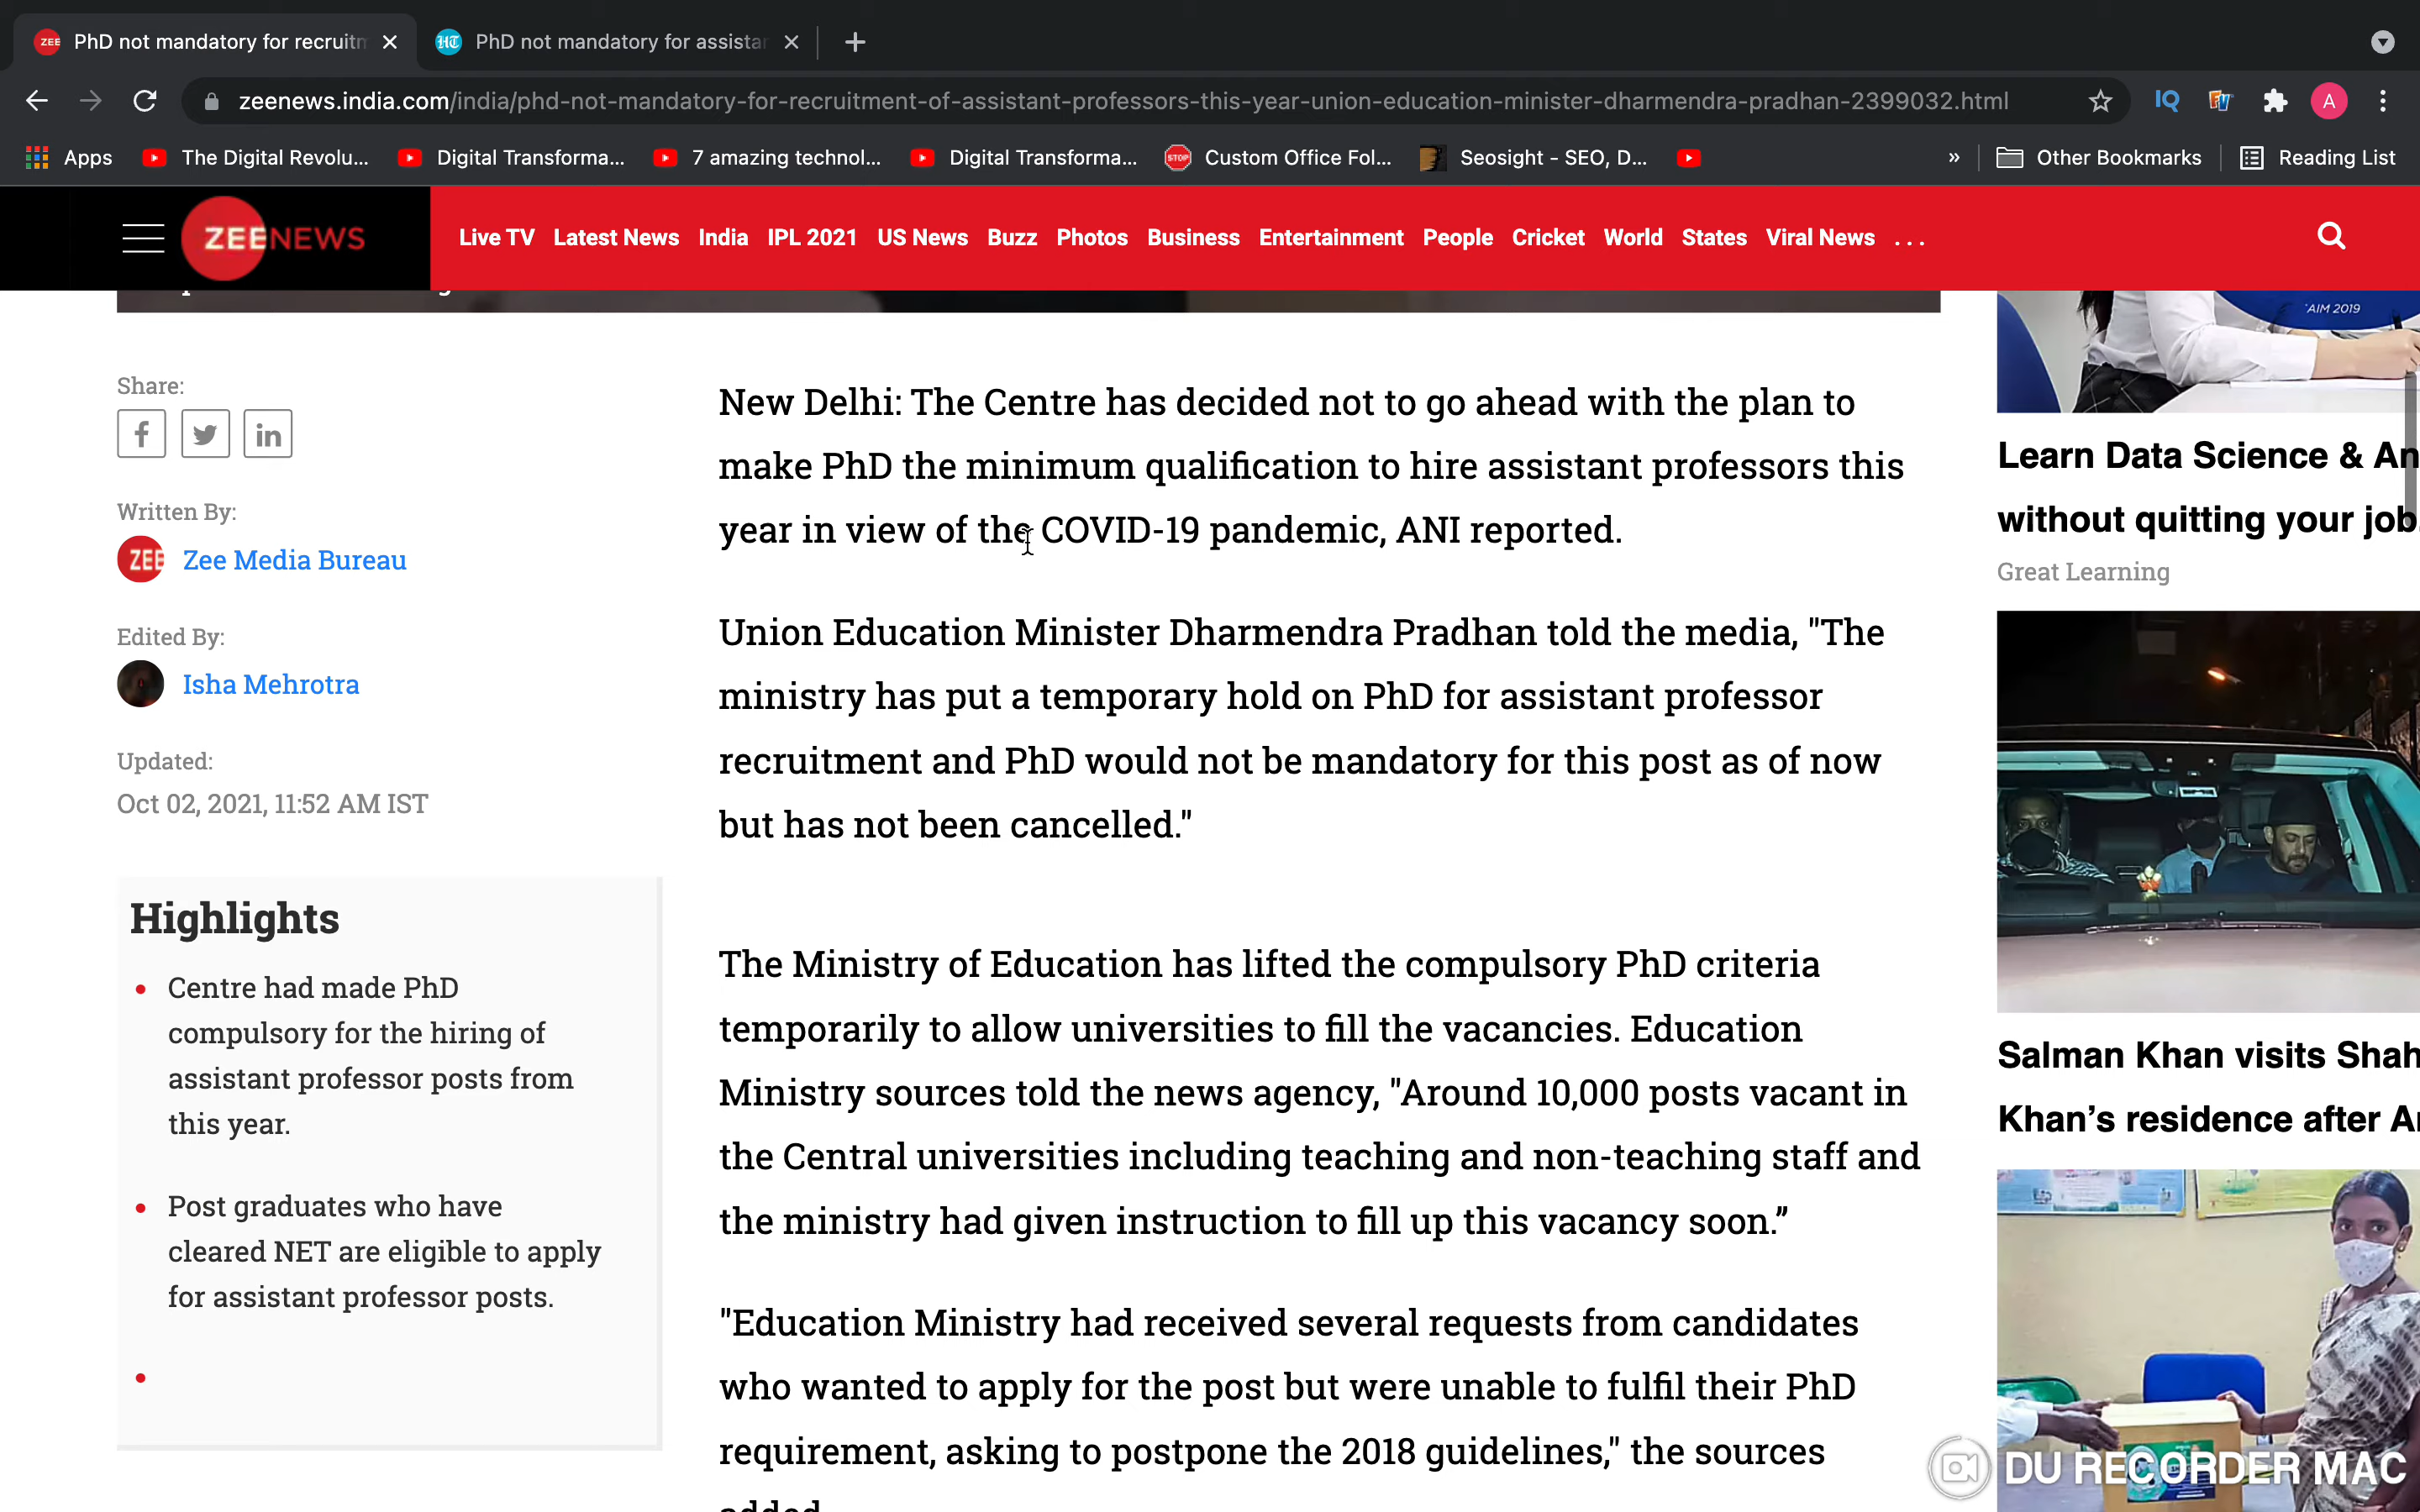 PhD not mandatory for recruitm
PhD not mandatory for assistan
zeenews.india.com/india/phd-not-mandatory-for-recruitment-of-assistant-professors-this-year-union-education-minister-dharmendra-pradhan-2399032.html
IQ
A
Apps
The Digital Revolu...
Digital Transforma...
7 amazing technol...
Digital Transforma...
STOP
Custom Office Fol...
Seosight - SEO, D...
»
Other Bookmarks
Reading List
ZEENEWS
Live TV Latest News India IPL 2021 US News Buzz Photos Business Entertainment People Cricket World States Viral News ...
Share:
Written By:
ZEE Zee Media Bureau
Edited By:
Isha Mehrotra
Updated:
Oct 02, 2021, 11:52 AM IST
Highlights
Centre had made PhD
compulsory for the hiring of
assistant professor posts from
this year.
Post graduates who have
cleared NET are eligible to apply
for assistant professor posts.
New Delhi: The Centre has decided not to go ahead with the plan to
make PhD the minimum qualification to hire assistant professors this
year in view of the COVID-19 pandemic, ANI reported.
Union Education Minister Dharmendra Pradhan told the media, "The
ministry has put a temporary hold on PhD for assistant professor
recruitment and PhD would not be mandatory for this post as of now
but has not been cancelled."
The Ministry of Education has lifted the compulsory PhD criteria
temporarily to allow universities to fill the vacancies. Education
Ministry sources told the news agency, "Around 10,000 posts vacant in
the Central universities including teaching and non-teaching staff and
the ministry had given instruction to fill up this vacancy soon.”
"Education Ministry had received several requests from candidates
who wanted to apply for the post but were unable to fulfil their PhD
requirement, asking to postpone the 2018 guidelines," the sources
added
AIM 2019
Learn Data Science & An
without quitting your job.
Great Learning
Salman Khan visits Shah
Khan’s residence after A
DU RECORDER MAC